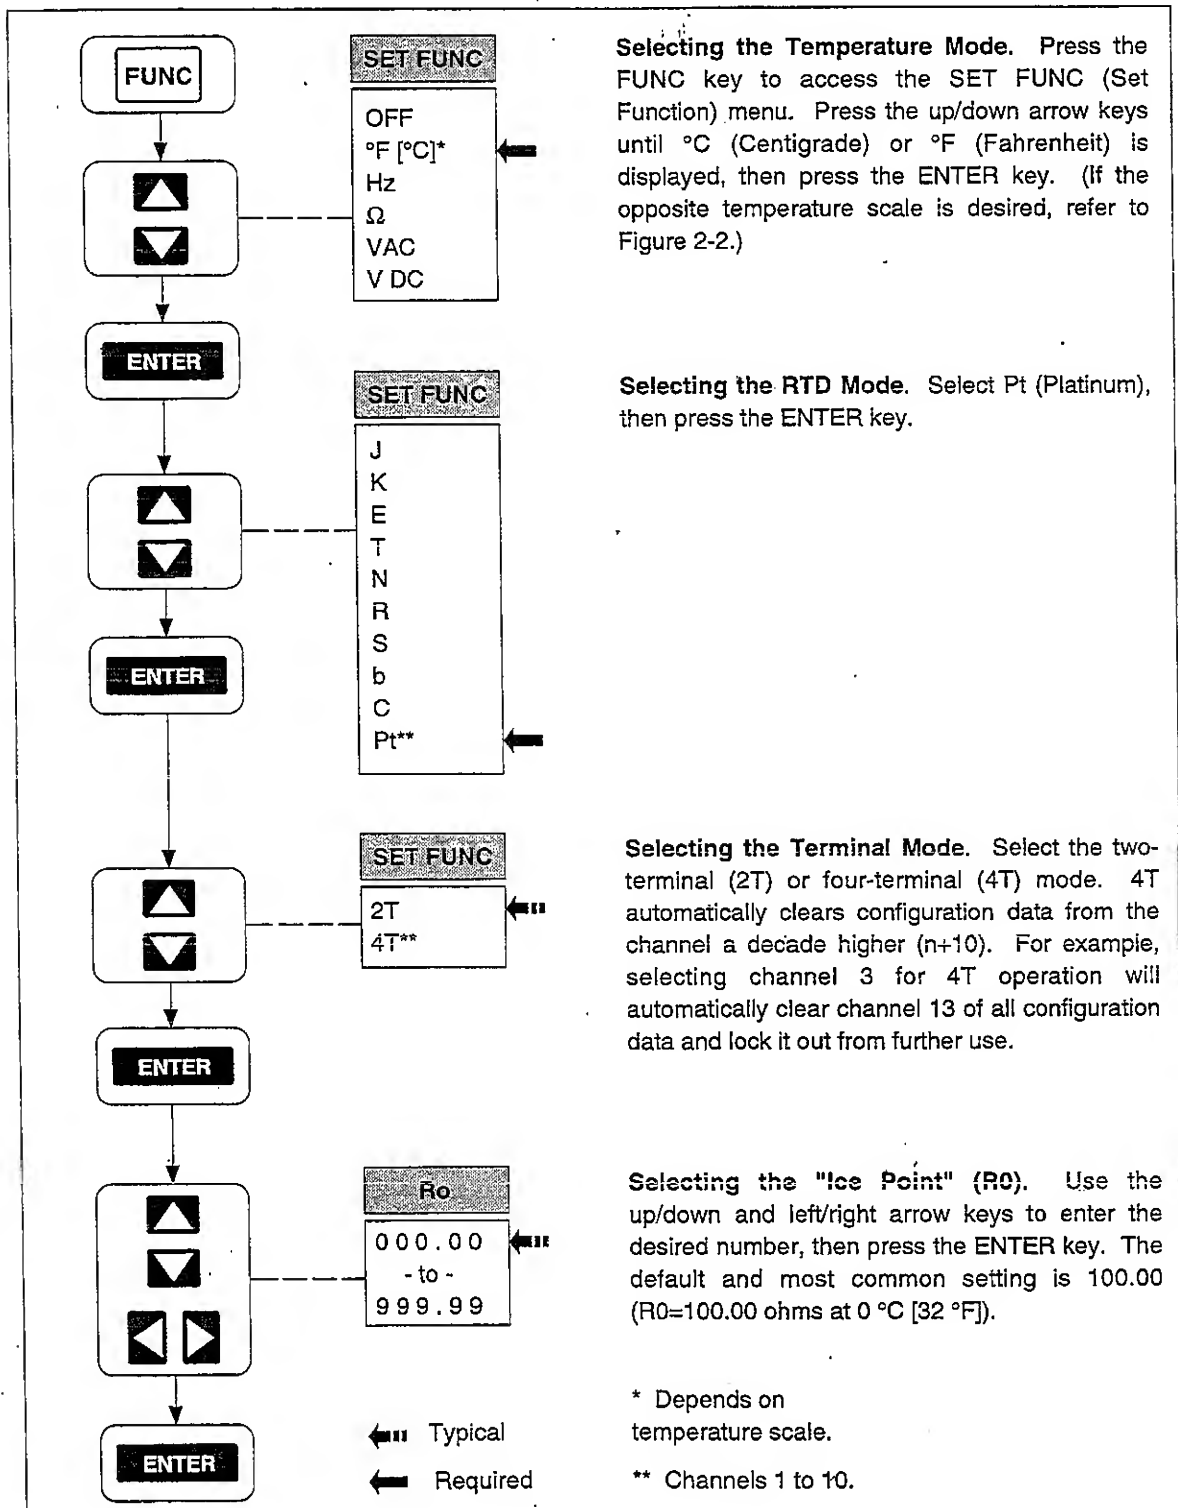 FUNC
SET FUNC
OFF
°F [°C]*
Hz
Ω
VAC
V DC
Selecting the Temperature Mode. Press the
FUNC key to access the SET FUNC (Set
Function) menu. Press the up/down arrow keys
until °C (Centigrade) or °F (Fahrenheit) is
displayed, then press the ENTER key. (If the
opposite temperature scale is desired, refer to
Figure 2-2.)
ENTER
SET FUNC
J
K
E
T
N
R
S
b
C
Pt**
Selecting the RTD Mode. Select Pt (Platinum),
then press the ENTER key.
ENTER
SET FUNC
2T
4T**
Selecting the Terminal Mode. Select the two-
terminal (2T) or four-terminal (4T) mode. 4T
automatically clears configuration data from the
channel a decade higher (n+10). For example,
selecting channel 3 for 4T operation will
automatically clear channel 13 of all configuration
data and lock it out from further use.
ENTER
Ro
000.00
- to -
999.99
Selecting the "Ice Point" (R0). Use the
up/down and left/right arrow keys to enter the
desired number, then press the ENTER key. The
default and most common setting is 100.00
(R0=100.00 ohms at 0 °C [32 °F]).
ENTER
Typical
Required
* Depends on
temperature scale.
** Channels 1 to 10.